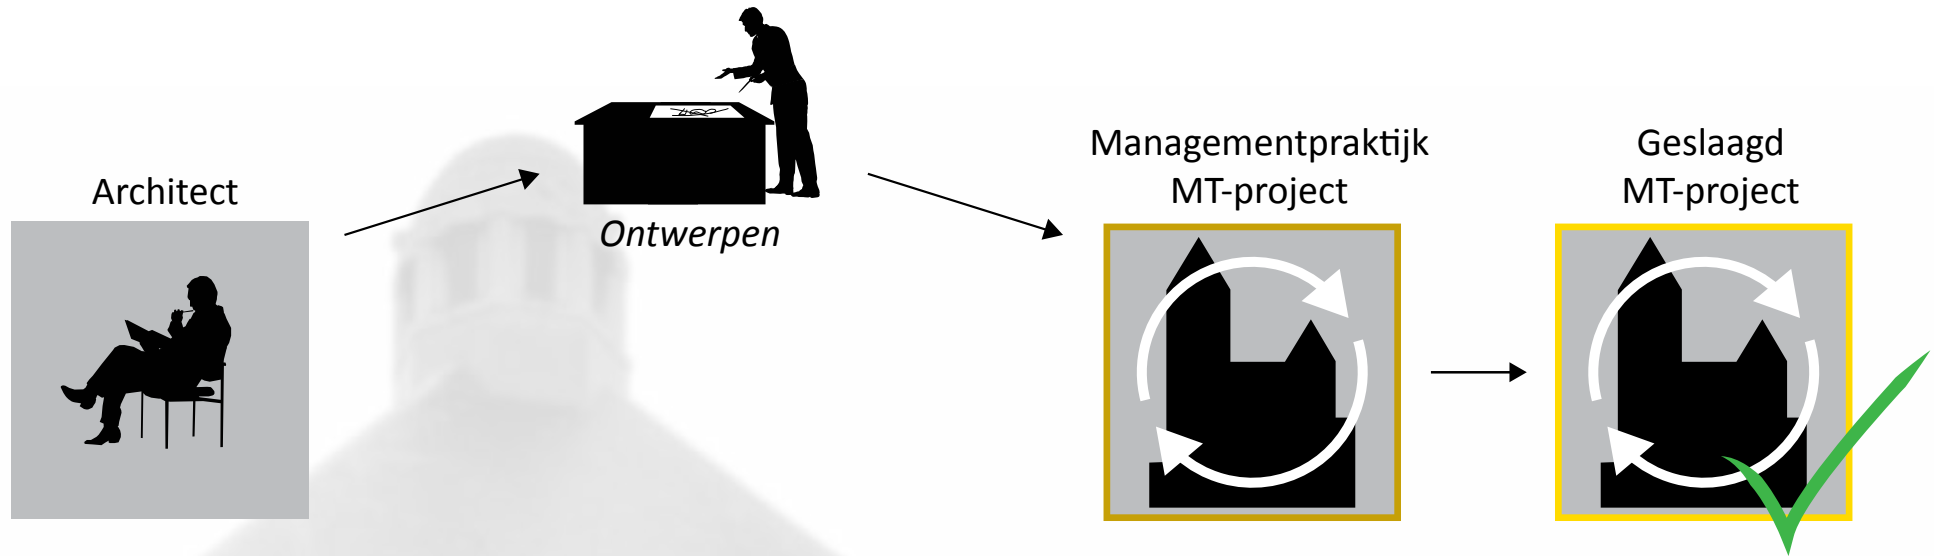 Architect
Ontwerpen
Managementpraktijk
MT-project
Geslaagd
MT-project